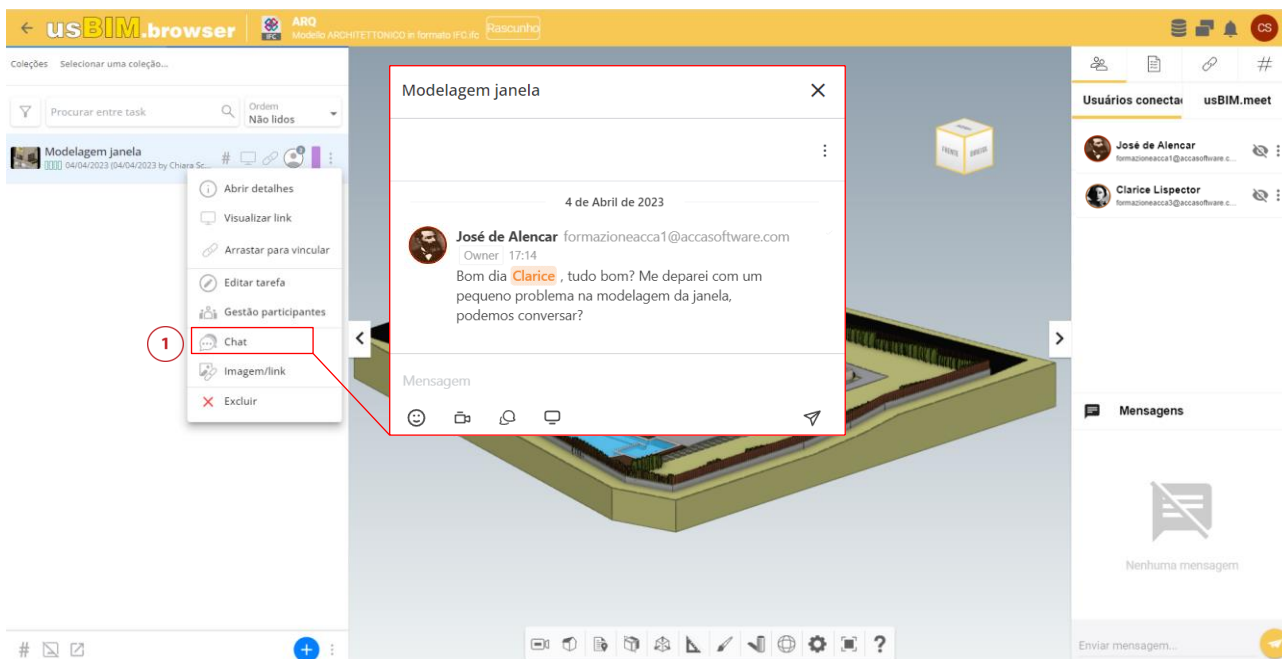 usBIM.browser
IFC
ARQ
Modello ARCHITETTONICO in formato IFC.ifc
Rascunho
CS
Coleções Selecionar uma coleção...
Procurar entre task
Ordem
Não lidos
Modelagem janela
04/04/2023 (04/04/2023 by Chiara Sc...
Abrir detalhes
Visualizar link
Arrastar para vincular
Editar tarefa
Gestão participantes
1
Chat
Imagem/link
Excluir
Modelagem janela
4 de Abril de 2023
José de Alencar formazioneacca1@accasoftware.com
Owner 17:14
Bom dia Clarice , tudo bom? Me deparei com um
pequeno problema na modelagem da janela,
podemos conversar?
Mensagem
Usuários conecta
usBIM.meet
José de Alencar
formazioneacca1@accasoftware.c...
Clarice Lispector
formazioneacca3@accasoftware.c...
Mensagens
Nenhuma mensagem
Enviar mensagem...